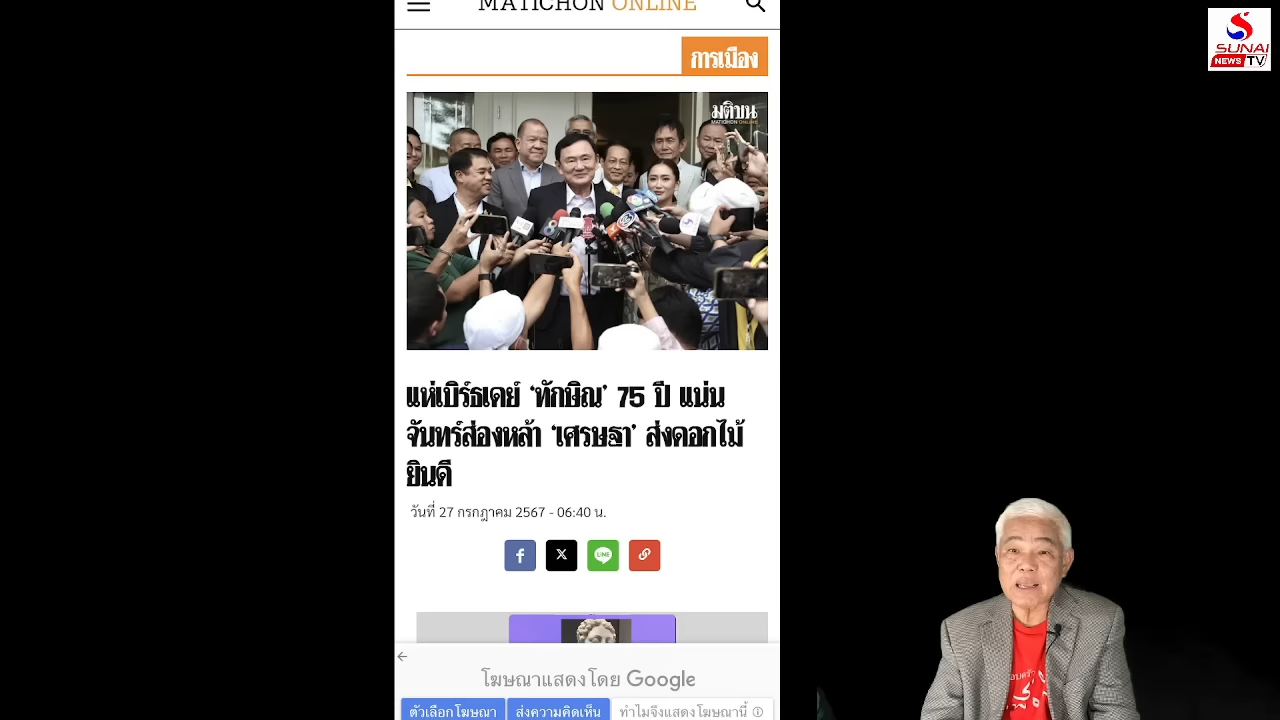 MATICHON ONLINE
SUNAI
NEWS TV
การเมือง
มติชน
MATICHON ONLINE
แห่เบิร์ธเดย์ ‘ทักษิณ’ 75 ปี แน่น
จันทร์ส่องหล้า ‘เศรษฐา’ ส่งดอกไม้
ยินดี
วันที่ 27 กรกฎาคม 2567 - 06:40 น.
LINE
โฆษณาแสดงโดย Google
ตัวเลือกโฆษณา
ส่งความคิดเห็น
ทำไมจึงแสดงโฆษณานี้